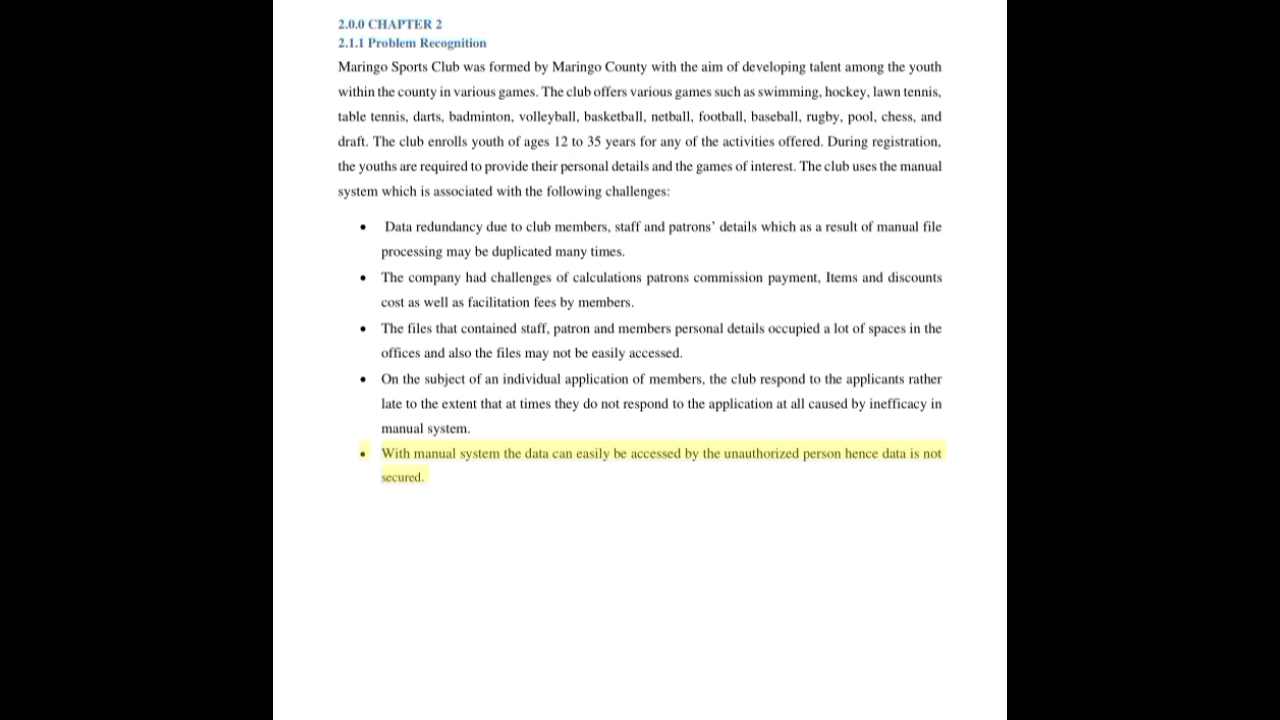 2.0.0 CHAPTER 2
2.1.1 Problem Recognition
Maringo Sports Club was formed by Maringo County with the aim of developing talent among the youth
within the county in various games. The club offers various games such as swimming, hockey, lawn tennis,
table tennis, darts, badminton, volleyball, basketball, netball, football, baseball, rugby, pool, chess, and
draft. The club enrolls youth of ages 12 to 35 years for any of the activities offered. During registration,
the youths are required to provide their personal details and the games of interest. The club uses the manual
system which is associated with the following challenges:
• Data redundancy due to club members, staff and patrons’ details which as a result of manual file
processing may be duplicated many times.
• The company had challenges of calculations patrons commission payment, Items and discounts
cost as well as facilitation fees by members.
• The files that contained staff, patron and members personal details occupied a lot of spaces in the
offices and also the files may not be easily accessed.
• On the subject of an individual application of members, the club respond to the applicants rather
late to the extent that at times they do not respond to the application at all caused by inefficacy in
manual system.
• With manual system the data can easily be accessed by the unauthorized person hence data is not
secured.